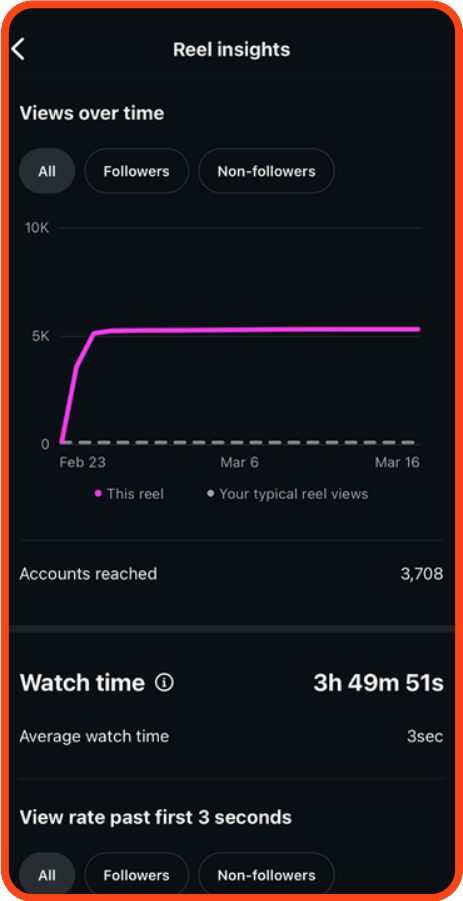 Reel insights
Views over time
All Followers Non-followers
10K
5K
0
Feb 23 Mar 6 Mar 16
This reel Your typical reel views
Accounts reached 3,708
Watch time 3h 49m 51s
Average watch time 3sec
View rate past first 3 seconds
All Followers Non-followers